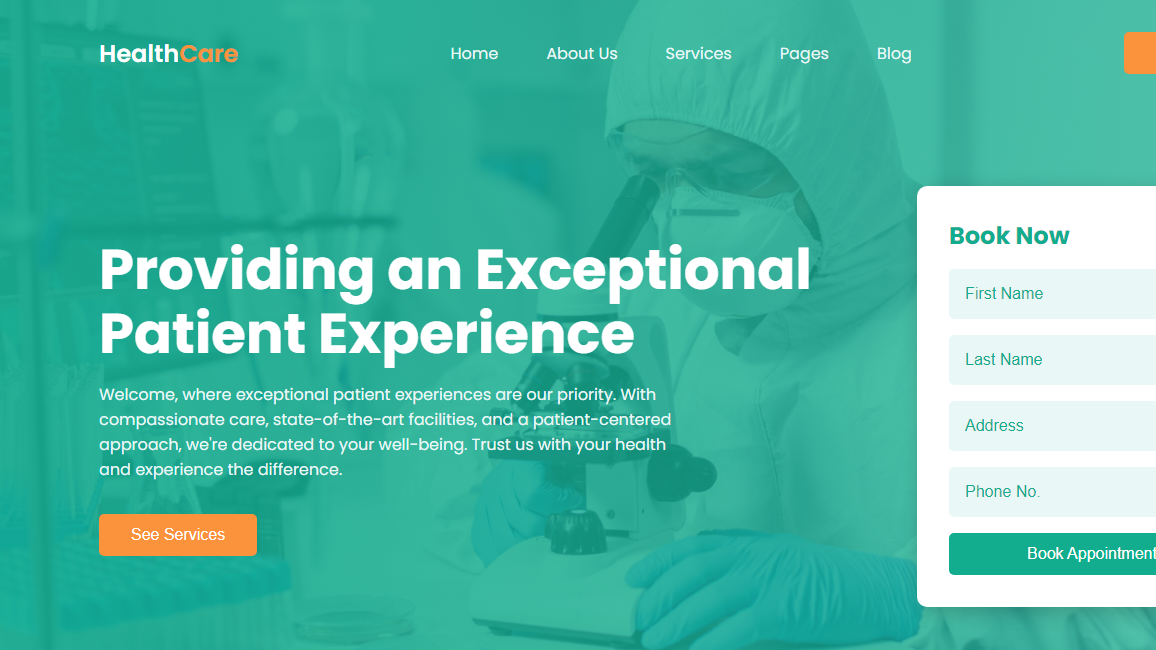 HealthCare
Home
About Us
Services
Pages
Blog
Providing an Exceptional
Patient Experience
Welcome, where exceptional patient experiences are our priority. With
compassionate care, state-of-the-art facilities, and a patient-centered
approach, we're dedicated to your well-being. Trust us with your health
and experience the difference.
See Services
Book Now
First Name
Last Name
Address
Phone No.
Book Appointment